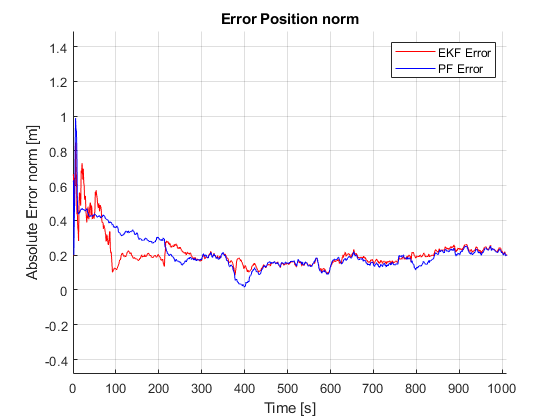 Error Position norm
EKF Error
PF Error
Absolute Error norm [m]
1.4
1.2
1
0.8
0.6
0.4
0.2
0
-0.2
-0.4
0 100 200 300 400 500 600 700 800 900 1000
Time [s]